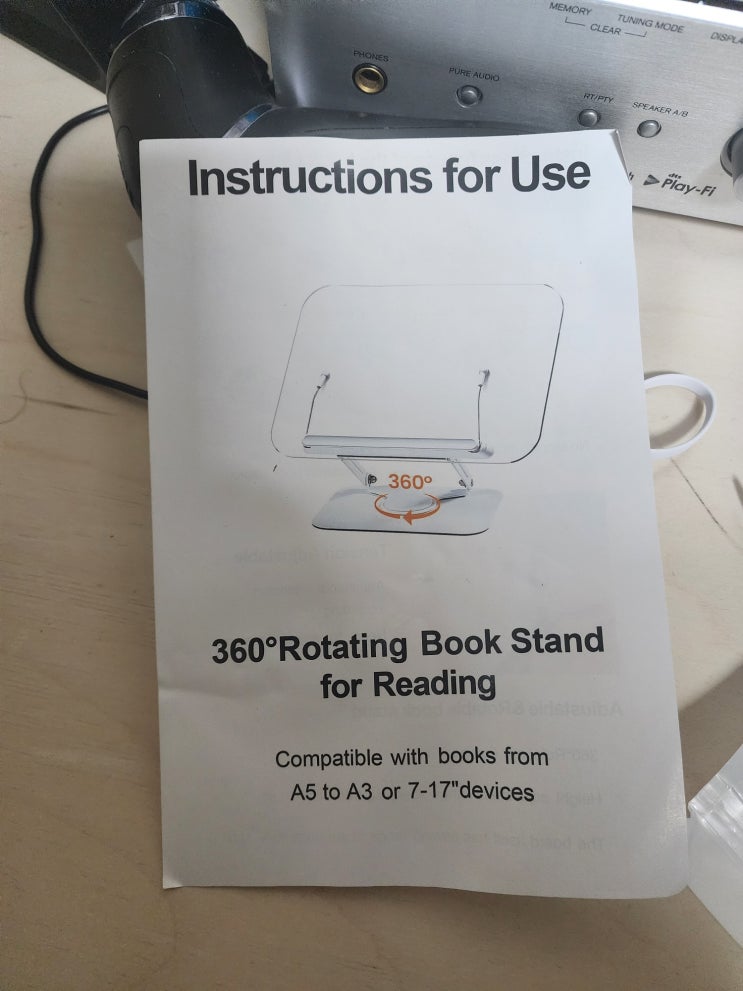 MEMORY
TUNING MODE
CLEAR
PHONES
PURE AUDIO
RT/PTY
SPEAKER A/B
dts
Play-Fi
Instructions for Use
360°
360°Rotating Book Stand
for Reading
Compatible with books from
A5 to A3 or 7-17"devices